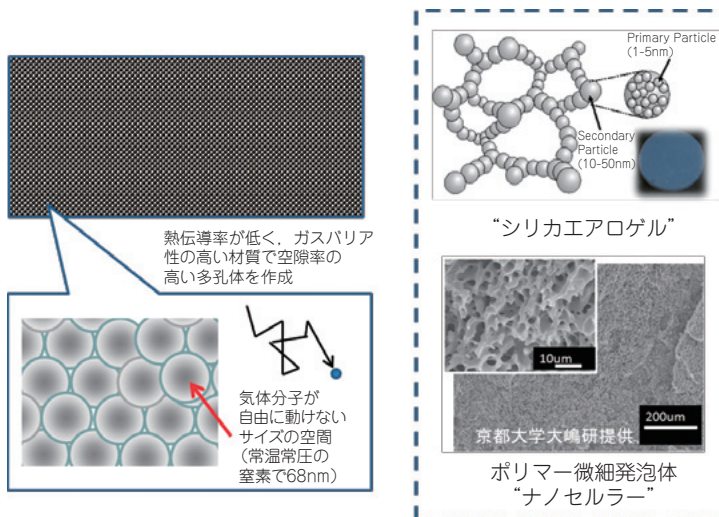 熱伝導率が低く，ガスバリア
性の高い材質で空隙率の
高い多孔体を作成
気体分子が
自由に動けない
サイズの空間
（常温常圧の
窒素で68nm）
Primary Particle
(1-5nm)
Secondary
Particle
(10-50nm)
“シリカエアロゲル”
10um
200um
京都大学大嶋研提供
ポリマー微細発泡体
“ナノセルラー”